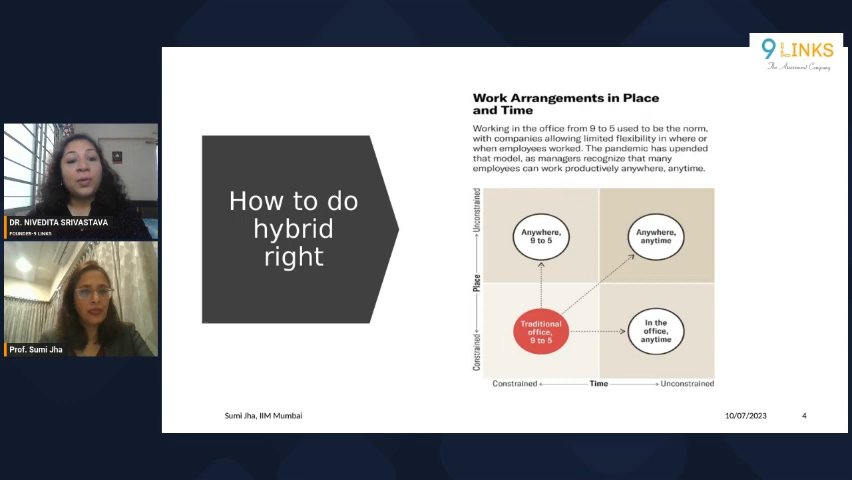 9 LINKS
The Assessment Company
Work Arrangements in Place
and Time
Working in the office from 9 to 5 used to be the norm,
with companies allowing limited flexibility in where or
when employees worked. The pandemic has upended
that model, as managers recognize that many
employees can work productively anywhere, anytime.
How to do
hybrid
right
DR. NIVEDITA SRIVASTAVA
FOUNDER-9 LINKS
Prof. Sumi Jha
Constrained
Place
Unconstrained
Anywhere,
9 to 5
Anywhere,
anytime
Traditional
office,
9 to 5
In the
office,
anytime
Constrained
Time
Unconstrained
Sumi Jha, IIM Mumbai
10/07/2023
4